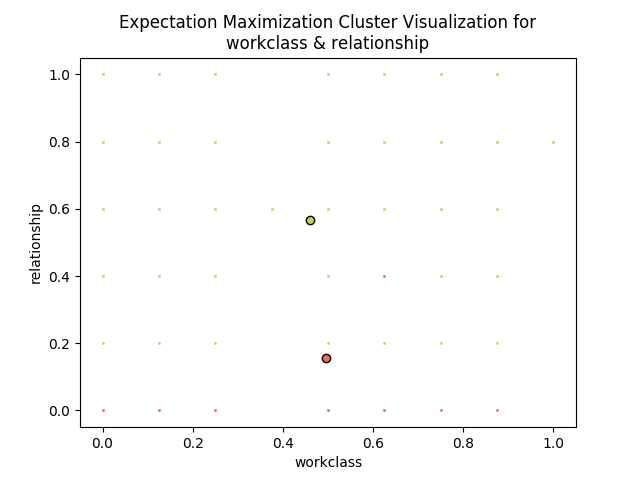 Expectation Maximization Cluster Visualization for
workclass & relationship
relationship
1.0
0.8
0.6
0.4
0.2
0.0
0.0 0.2 0.4 0.6 0.8 1.0
workclass